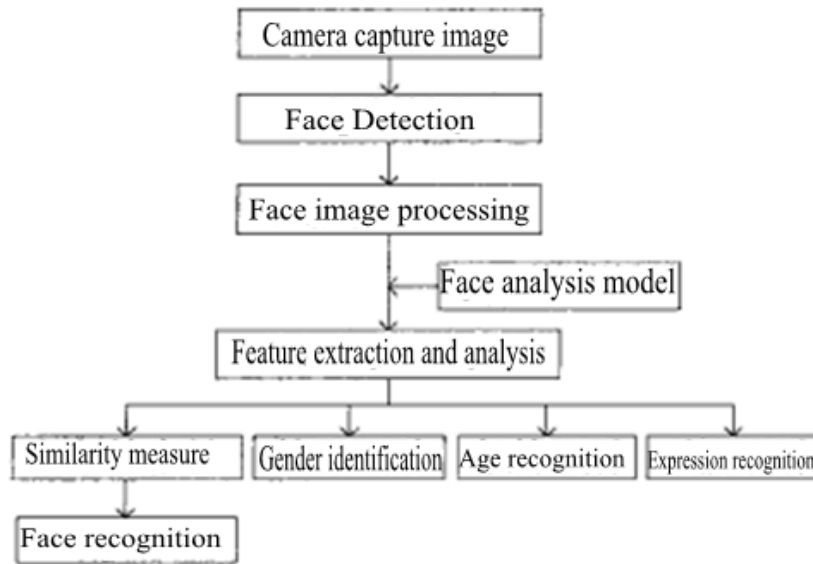 Camera capture image
Face Detection
Face image processing
Face analysis model
Feature extraction and analysis
Similarity measure
Gender identification
Age recognition
Expression recognition
Face recognition